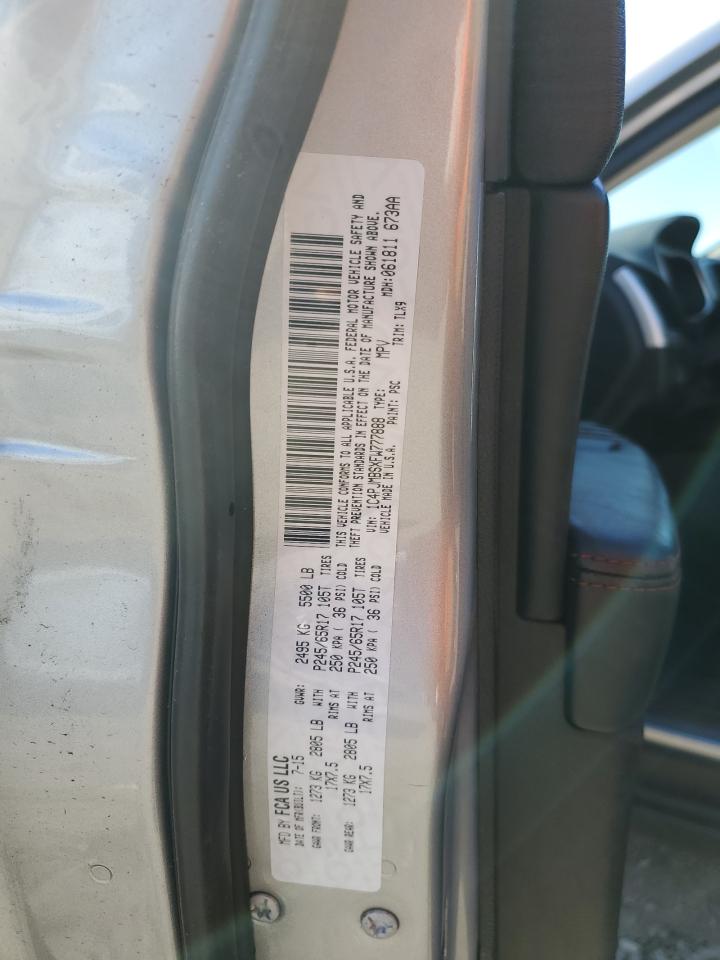 MFD BY FCA US LLC
DATE OF MFR(BUILT): 7-15 GVWR: 2495 KG 5500 LB
GAWR FRONT: 1273 KG 2805 LB WITH P245/65R17 105T TIRES
17X7.5 RIMS AT 250 KPA ( 36 PSI) COLD
GAWR REAR: 1273 KG 2805 LB WITH P245/65R17 105T TIRES
17X7.5 RIMS AT 250 KPA ( 36 PSI) COLD
THIS VEHICLE CONFORMS TO ALL APPLICABLE U.S.A. FEDERAL MOTOR VEHICLE SAFETY AND
THEFT PREVENTION STANDARDS IN EFFECT ON THE DATE OF MANUFACTURE SHOWN ABOVE.
VIN: 1C4PJMBSXFW777888 TYPE: MPV MDH:061811 673AA
VEHICLE MADE IN U.S.A. PAINT: PSC TRIM: TLX9